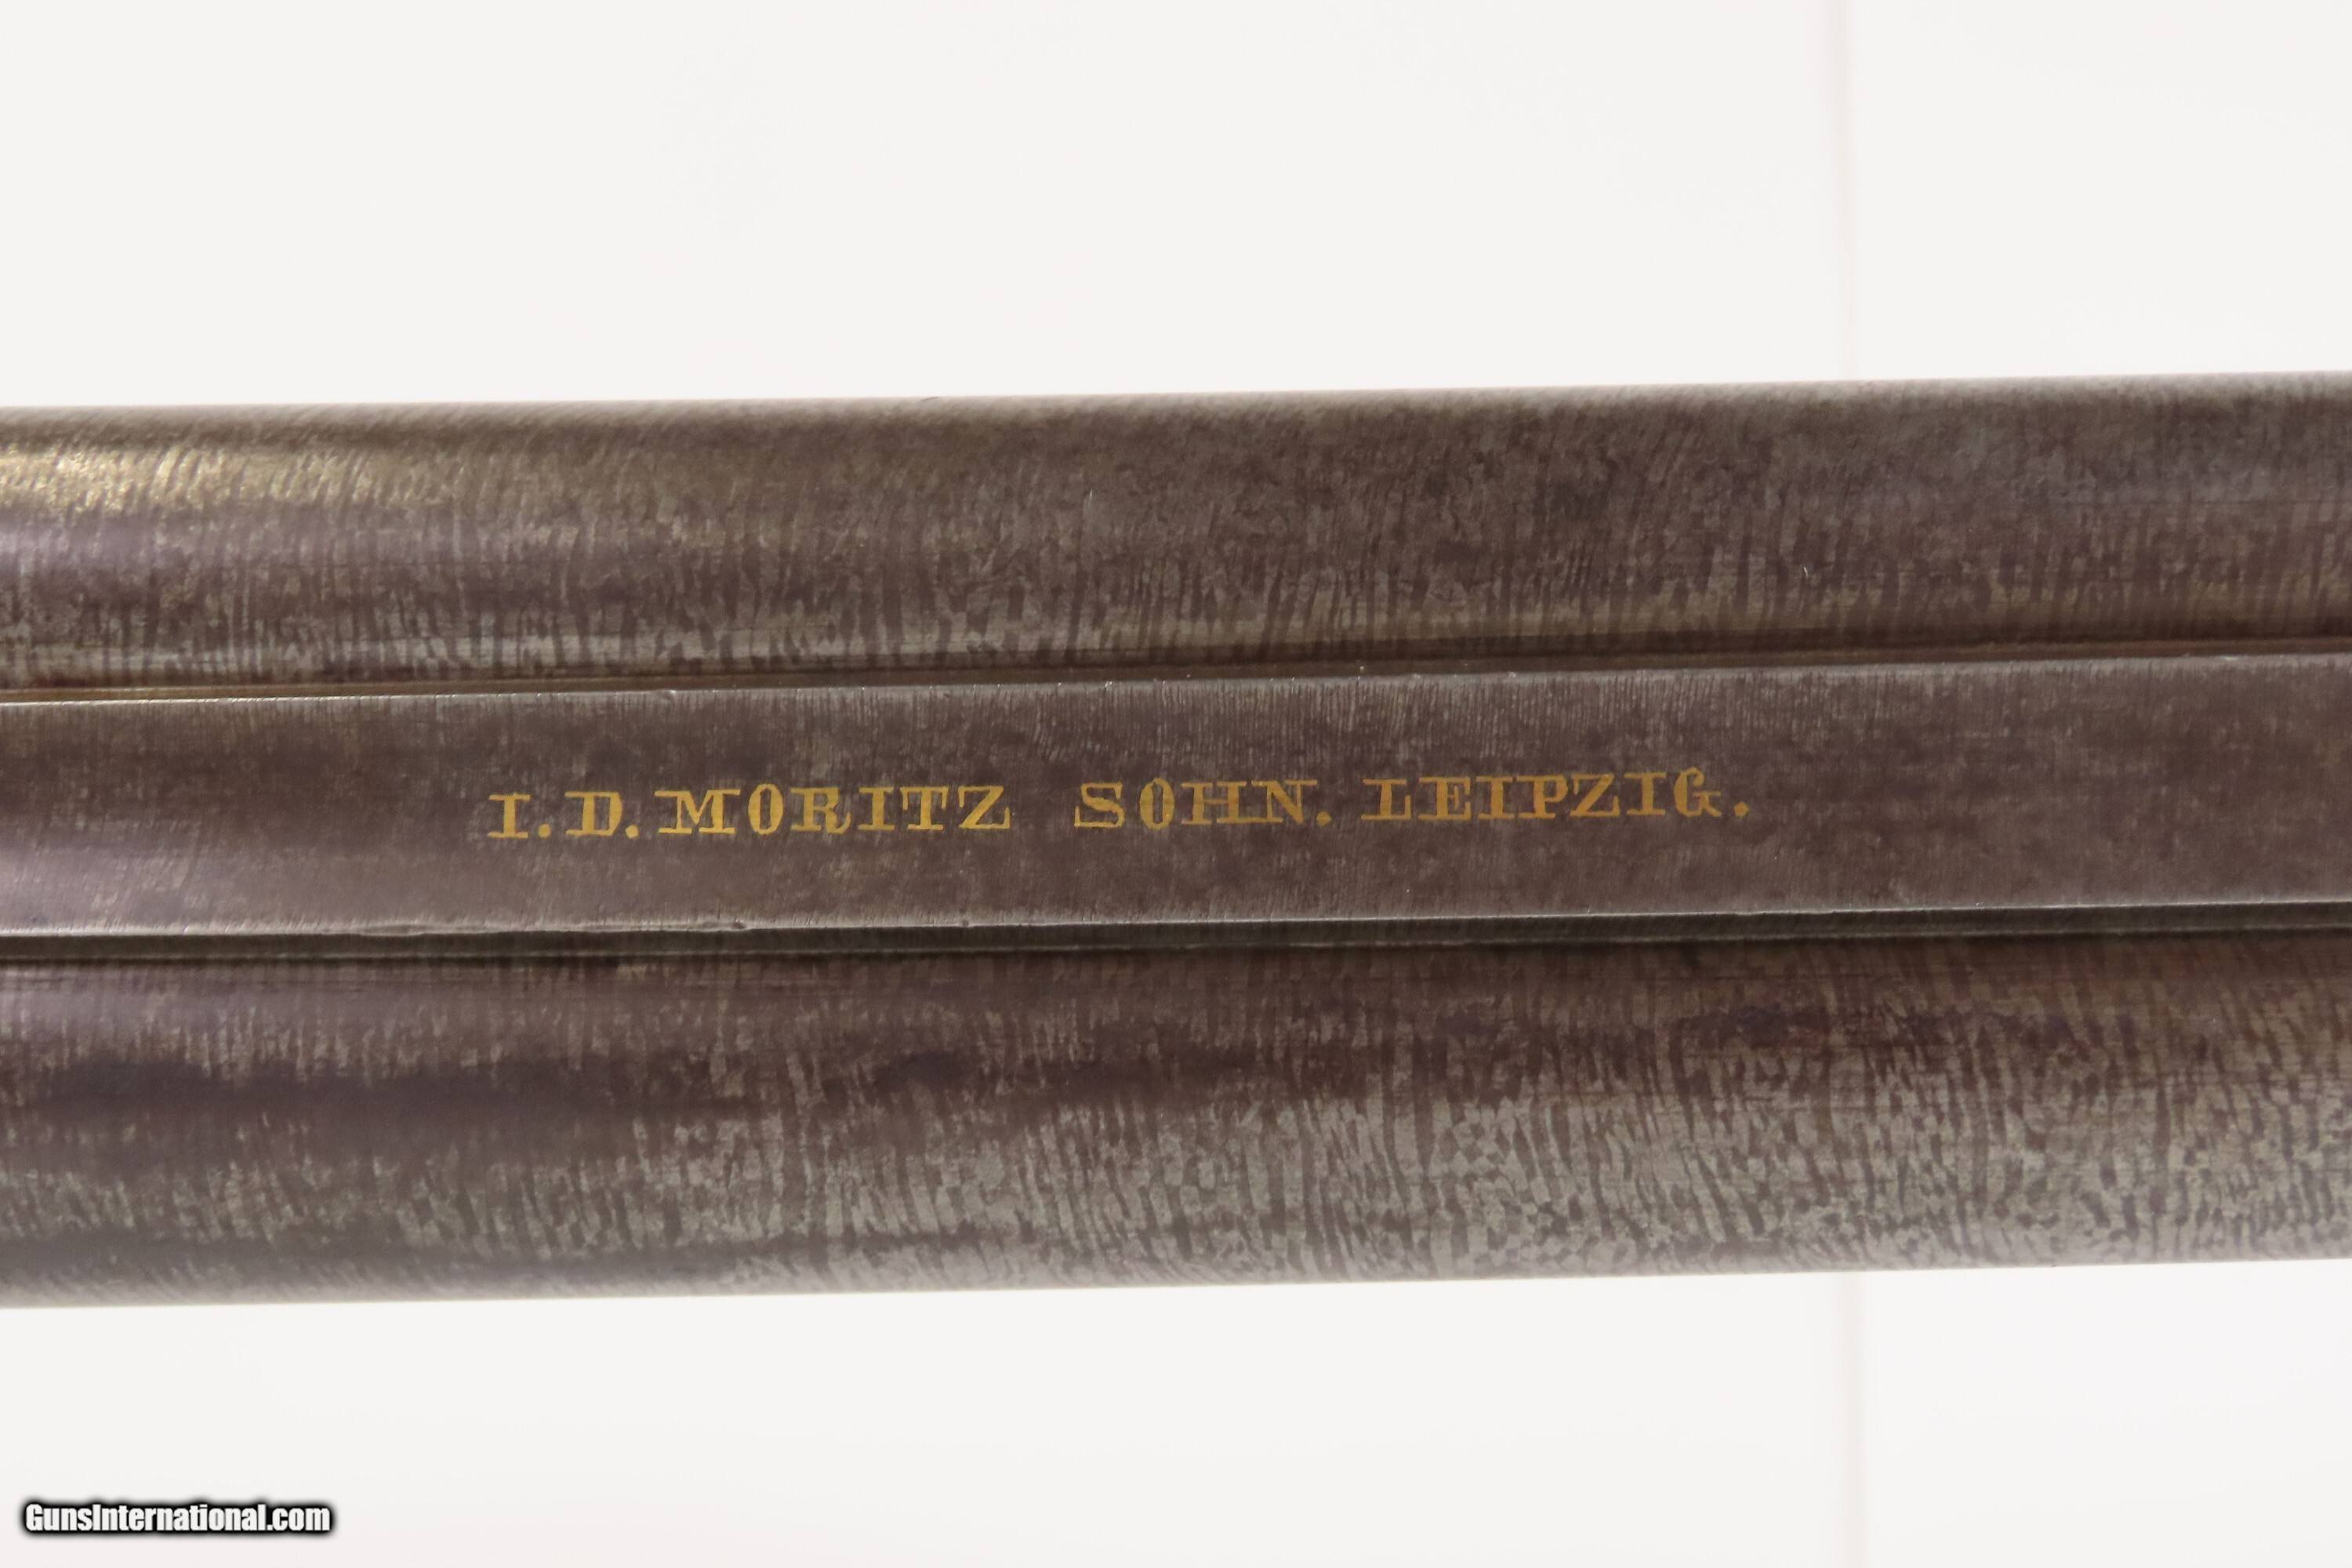 I.D.MORITZ SOHN. LEIPZIG.
GunsInternational.com